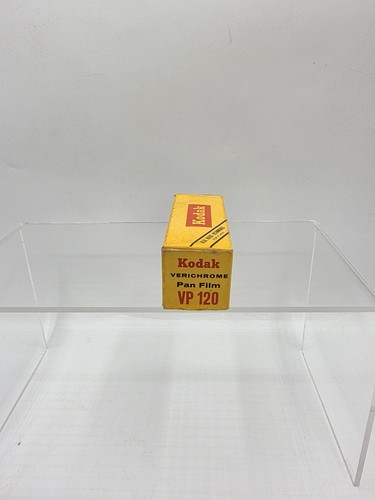 Kodak
Kodak
VERICHROME
Pan Film
VP 120